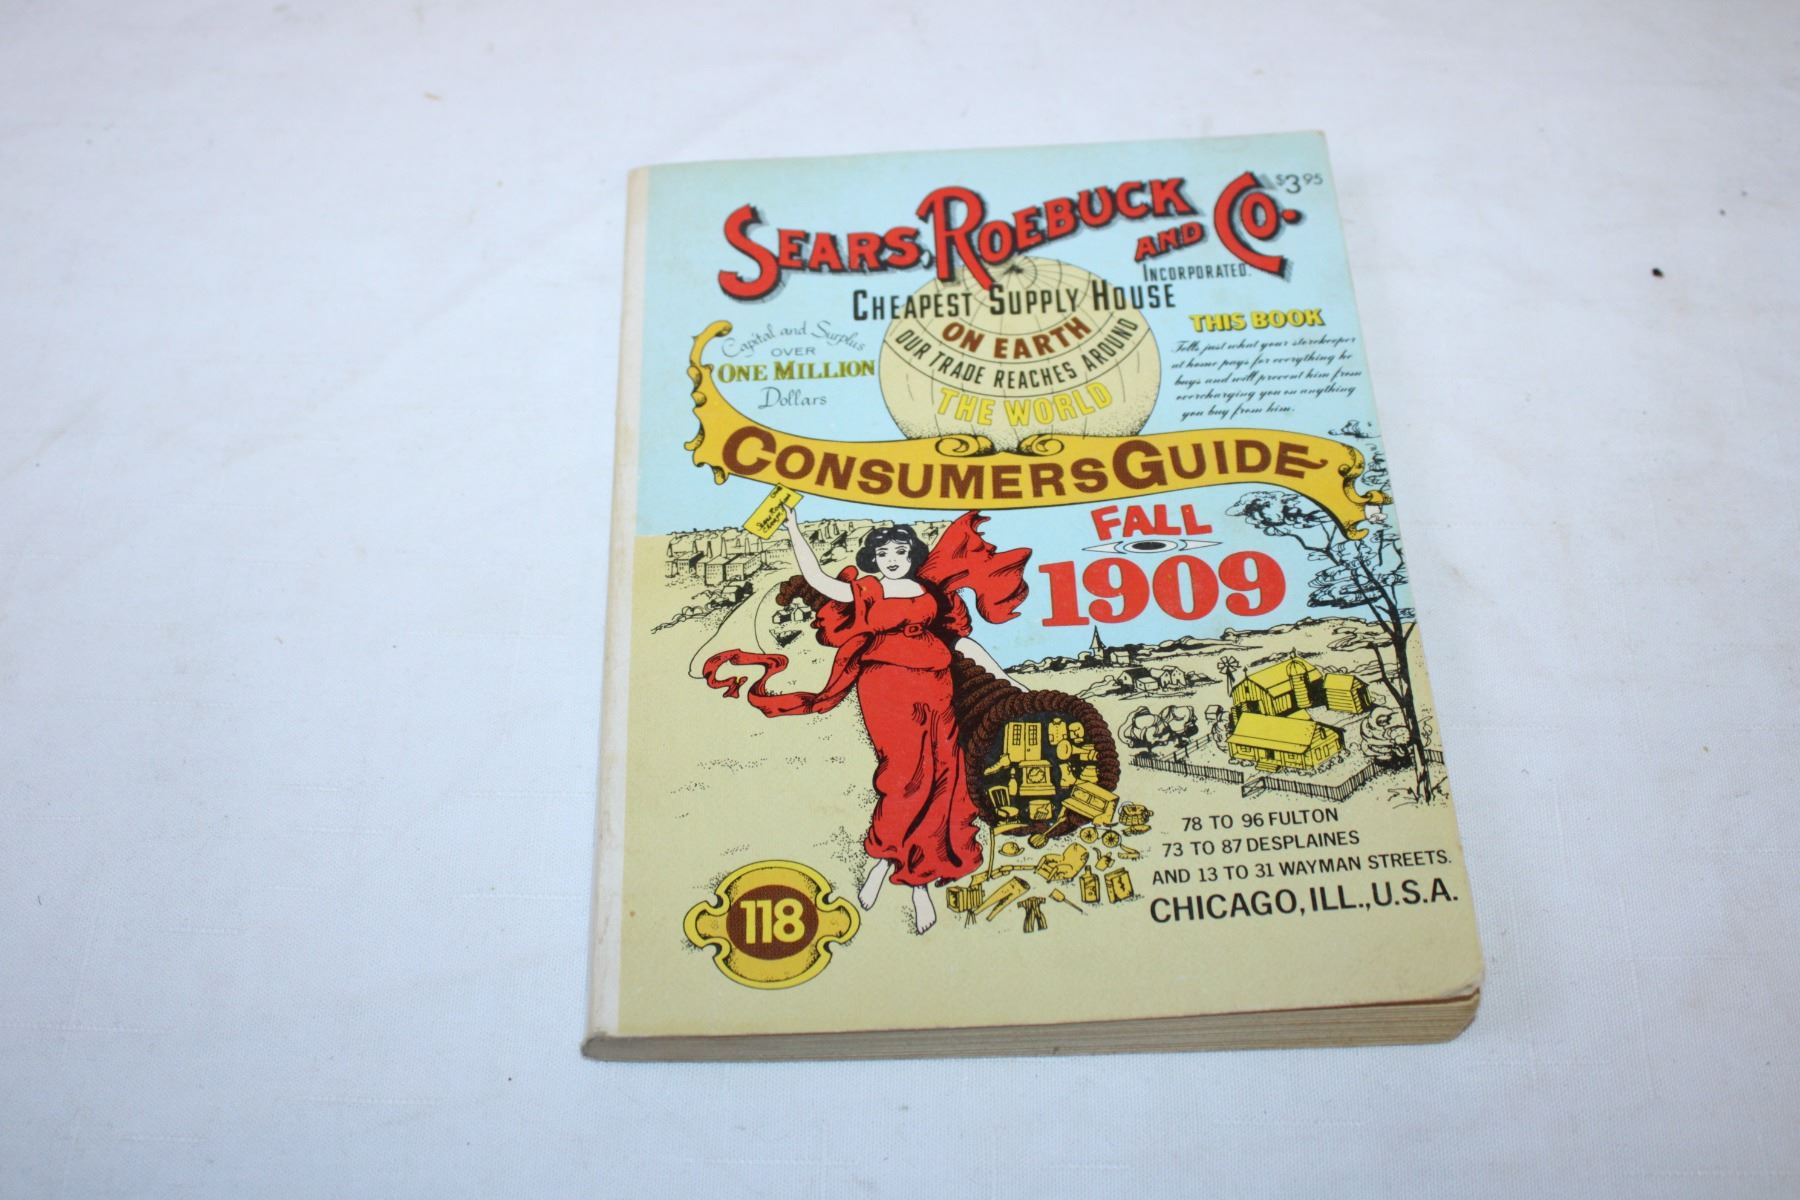 SEARS, ROEBUCK AND CO.
$3.95
INCORPORATED.
CHEAPEST SUPPLY HOUSE
ON EARTH
OUR TRADE REACHES AROUND
THE WORLD
Capital and Surplus
OVER
ONE MILLION
Dollars
THIS BOOK
Tells just what your storekeeper
at home pays for everything he
buys and will prevent him from
overcharging you on anything
you buy from him.
CONSUMERS GUIDE
FALL
1909
78 TO 96 FULTON
73 TO 87 DESPLAINES
AND 13 TO 31 WAYMAN STREETS.
CHICAGO, ILL., U.S.A.
118